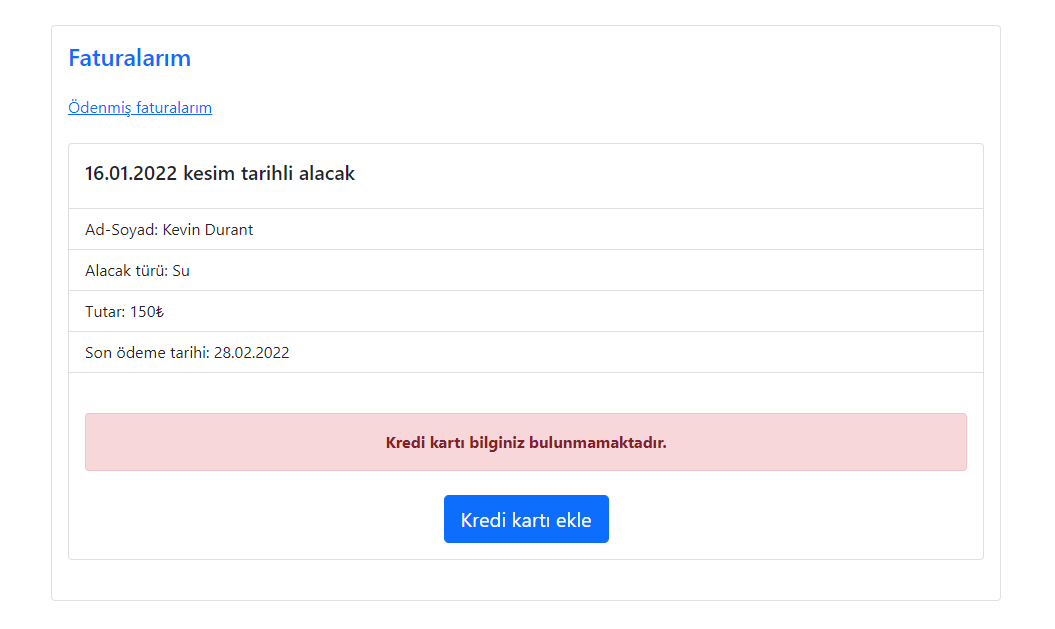 Faturalarım
Ödenmiş faturalarım
16.01.2022 kesim tarihli alacak
Ad-Soyad: Kevin Durant
Alacak türü: Su
Tutar: 150₺
Son ödeme tarihi: 28.02.2022
Kredi kartı bilginiz bulunmamaktadır.
Kredi kartı ekle